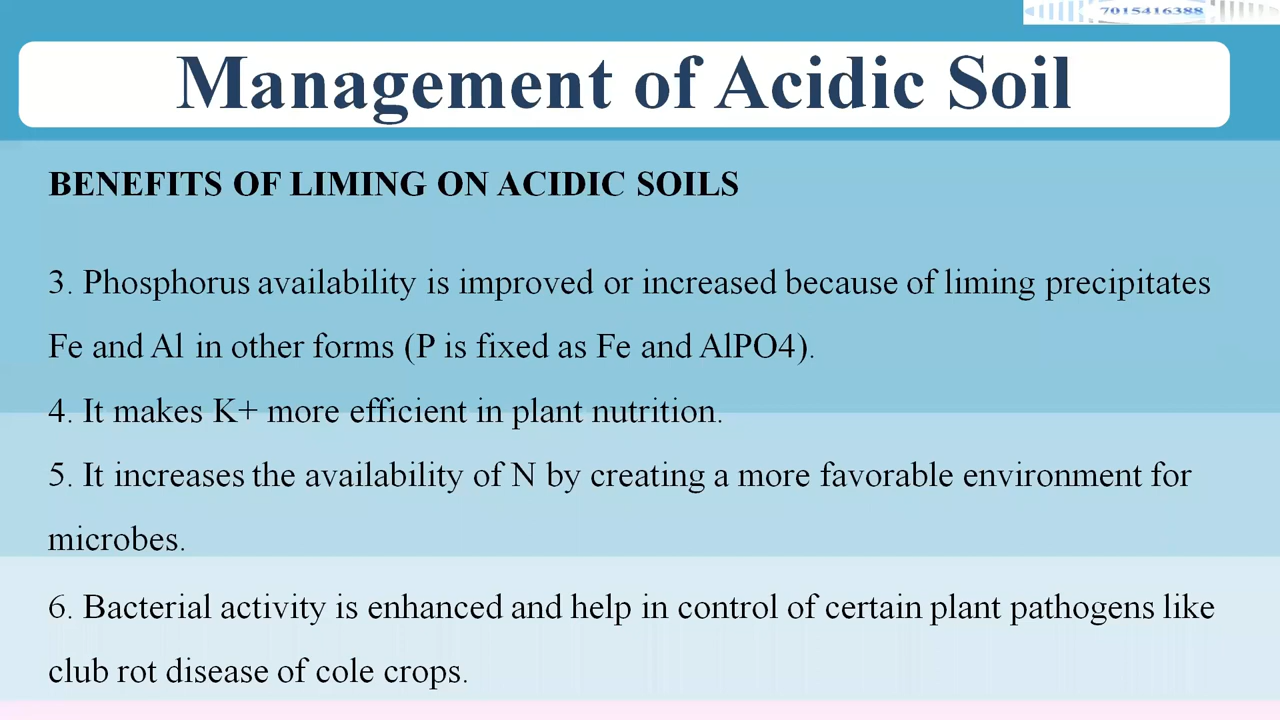 7015416388
Management of Acidic Soil
BENEFITS OF LIMING ON ACIDIC SOILS
3. Phosphorus availability is improved or increased because of liming precipitates
Fe and Al in other forms (P is fixed as Fe and AlPO4).
4. It makes K+ more efficient in plant nutrition.
5. It increases the availability of N by creating a more favorable environment for
microbes.
6. Bacterial activity is enhanced and help in control of certain plant pathogens like
club rot disease of cole crops.